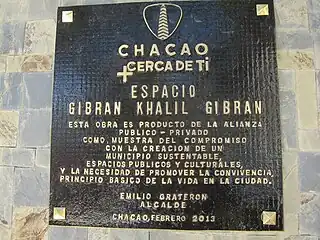 CHACAO
+ CERCA DE Ti
ESPACIO
GIBRAN KHALIL GIBRAN
ESTA OBRA ES PRODUCTO DE LA ALIANZA
PUBLICO - PRIVADO
COMO MUESTRA DEL COMPROMISO
CON LA CREACION DE UN
MUNICIPIO SUSTENTABLE,
ESPACIOS PUBLICOS Y CULTURALES,
Y LA NECESIDAD DE PROMOVER LA CONVIVENCIA,
PRINCIPIO BASICO DE LA VIDA EN LA CIUDAD.
EMILIO GRATERON
ALCALDE
CHACAO, FEBRERO 2013